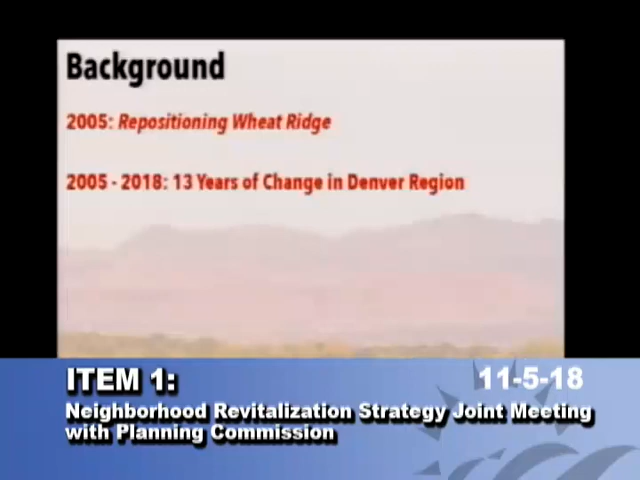 Background
2005: Repositioning Wheat Ridge
2005 - 2018: 13 Years of Change in Denver Region
ITEM 1:
11-5-18
Neighborhood Revitalization Strategy Joint Meeting
with Planning Commission